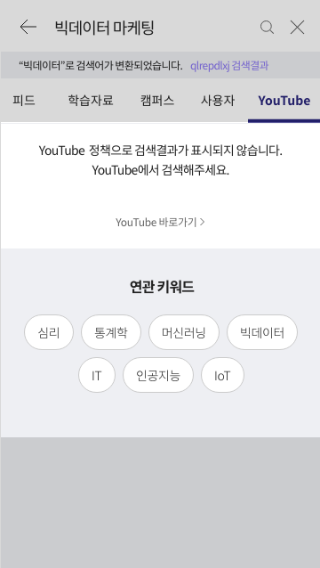 빅데이터 마케팅
“빅데이터”로 검색어가 변환되었습니다. qlrepdlxj 검색결과
피드 학습자료 캠퍼스 사용자 YouTube
YouTube 정책으로 검색결과가 표시되지 않습니다.
YouTube에서 검색해주세요.
YouTube 바로가기 >
연관 키워드
심리 통계학 머신러닝 빅데이터
IT 인공지능 IoT